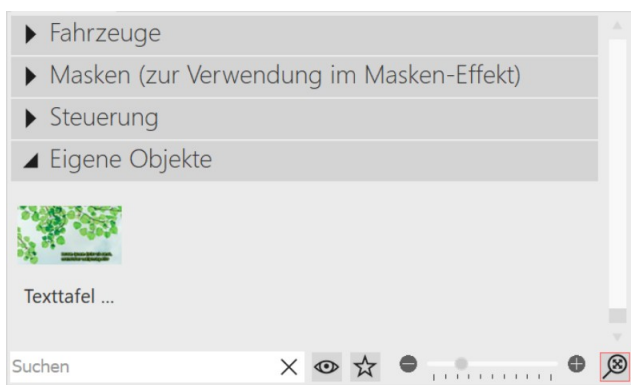 Fahrzeuge
Masken (zur Verwendung im Masken-Effekt)
Steuerung
Eigene Objekte
Texttafel ...
Suchen